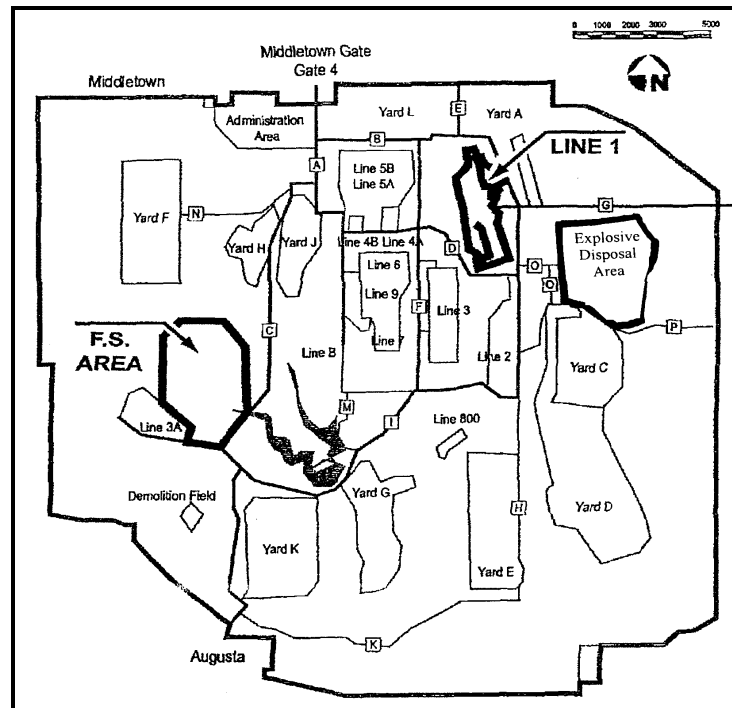 0 1000 2000 3000 5000
N
Middletown Gate
Gate 4
Middletown
Administration
Area
Yard L
E
Yard A
B
LINE 1
A
Line 5B
Line 5A
Yard F
N
G
Yard H
Yard J
Line 4B
Line 4A
D
Explosive
Disposal
Area
Line 6
O
O
Line 9
F
Line 3
C
P
F.S.
AREA
Line 7
Line B
Line 2
Yard C
M
I
Line 3A
Line 800
Demolition Field
Yard G
H
Yard D
Yard K
Yard E
K
Augusta